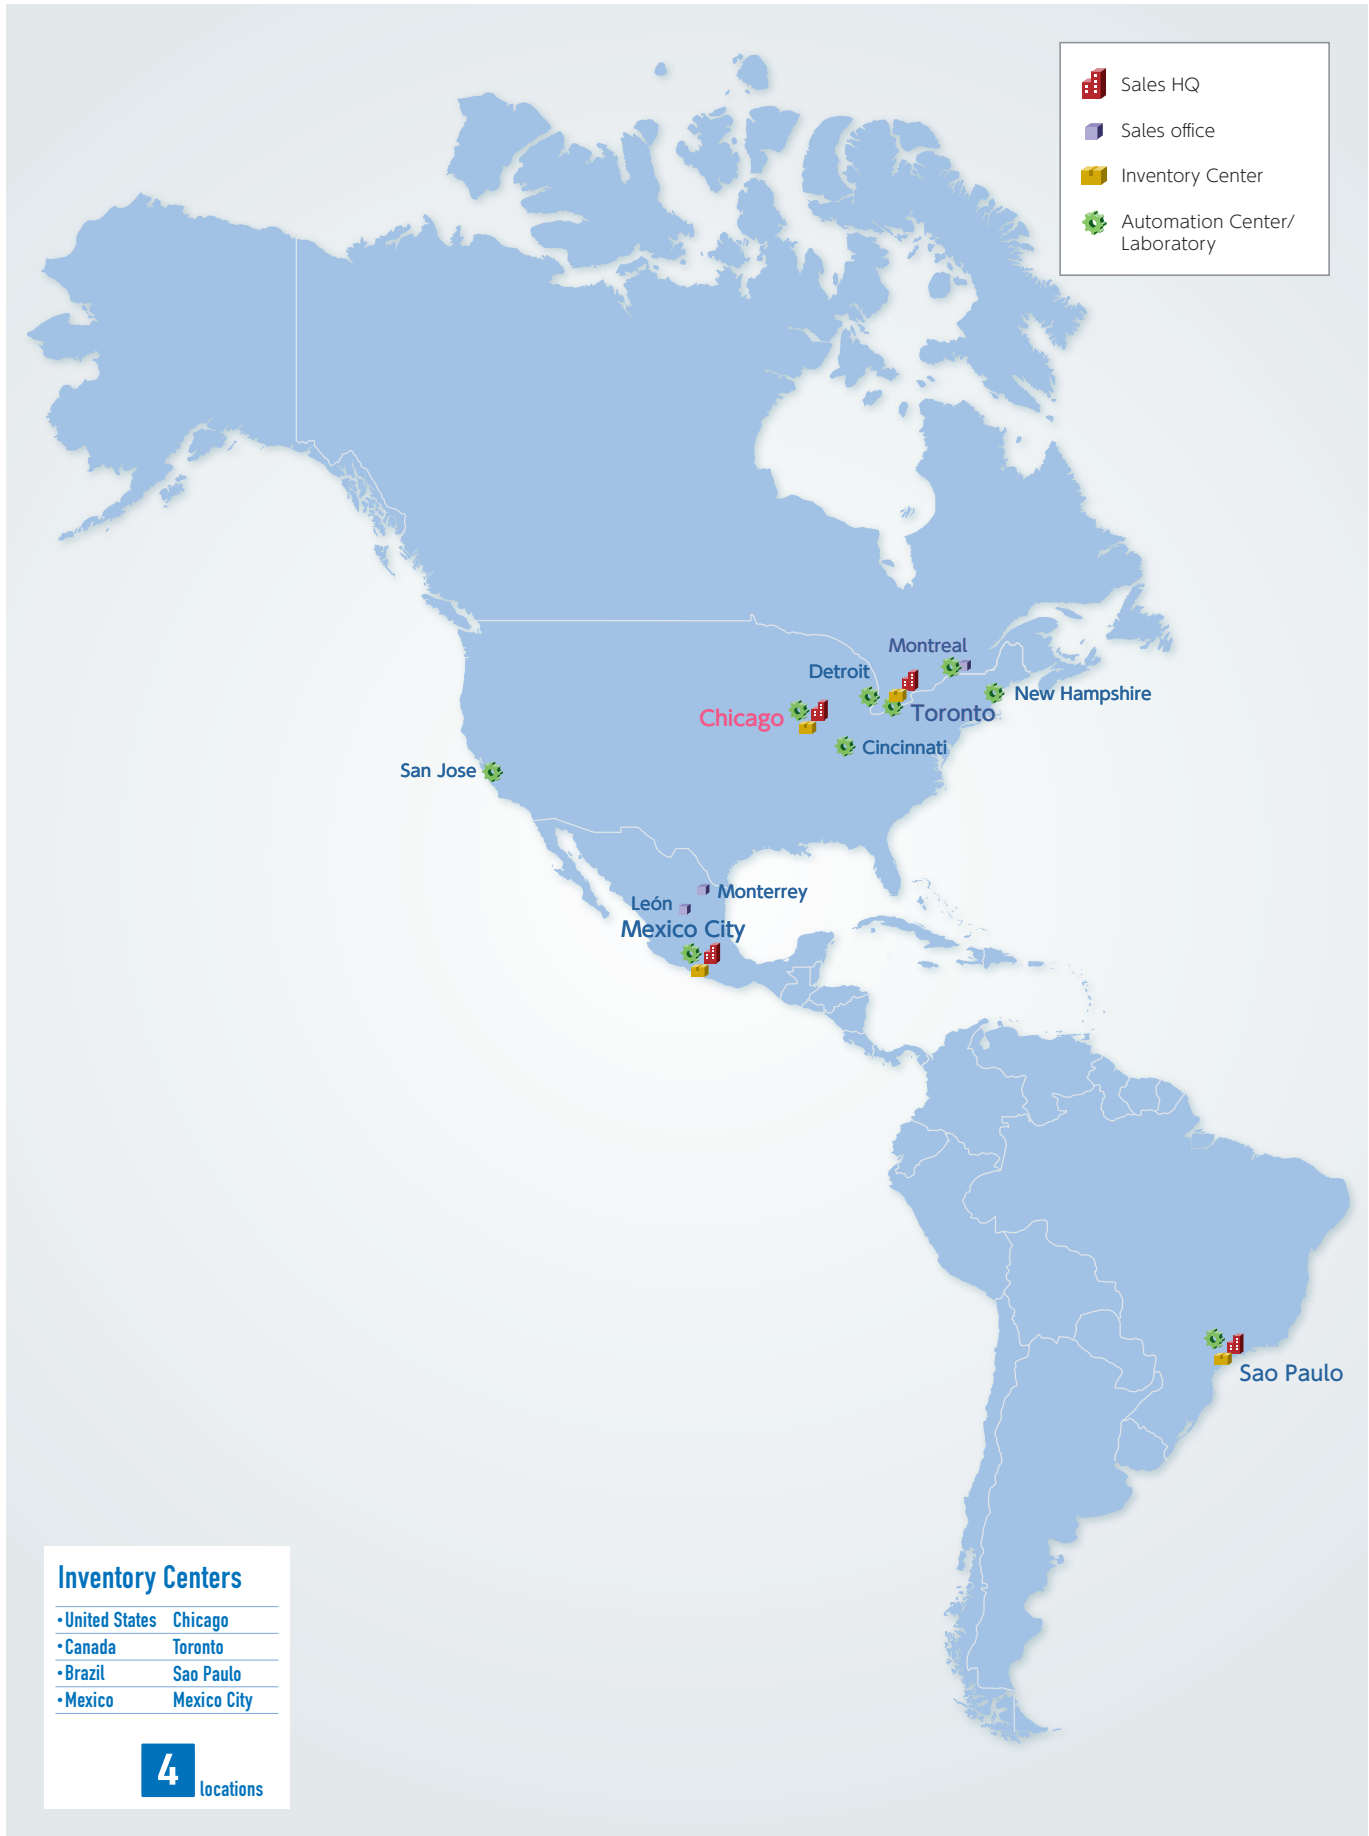 Sales HQ
Sales office
Inventory Center
Automation Center/
Laboratory
Montreal
Detroit
New Hampshire
Chicago
Toronto
Cincinnati
San Jose
Monterrey
León
Mexico City
Sao Paulo
Inventory Centers
•United States Chicago
•Canada Toronto
•Brazil Sao Paulo
•Mexico Mexico City
4 locations